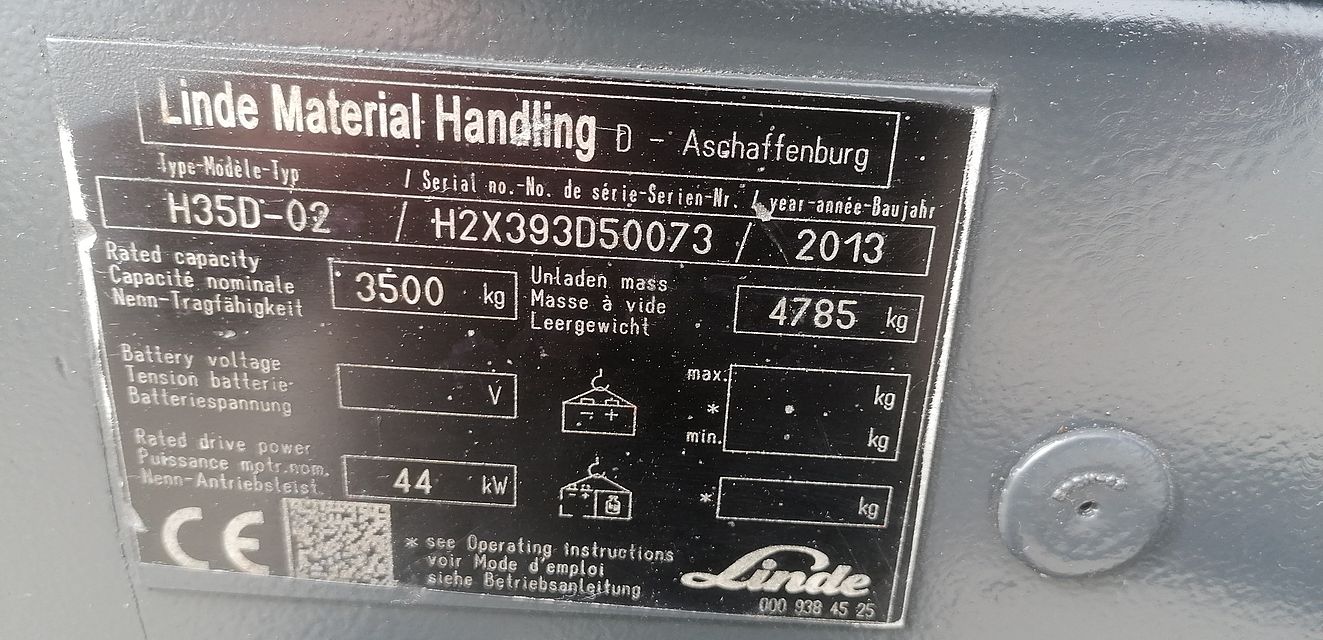 Linde Material Handling D - Aschaffenburg
Type-Modèle-Typ / Serial no.-No. de série-Serien-Nr. / year-année-Baujahr
H35D-02 / H2X393D50073 / 2013
Rated capacity
Capacité nominale
Nenn-Tragfähigkeit
3500 kg
Unladen mass
Masse à vide
Leergewicht
4785 kg
Battery voltage
Tension batterie-
Batteriespannung
V
max. kg
*
min. kg
Rated drive power
Puissance motr.nom.
Nenn-Antriebsleist.
44 kW
* kg
CE
* see Operating instructions
voir Mode d'emploi
siehe Betriebsanleitung
Linde
000 938 45 25